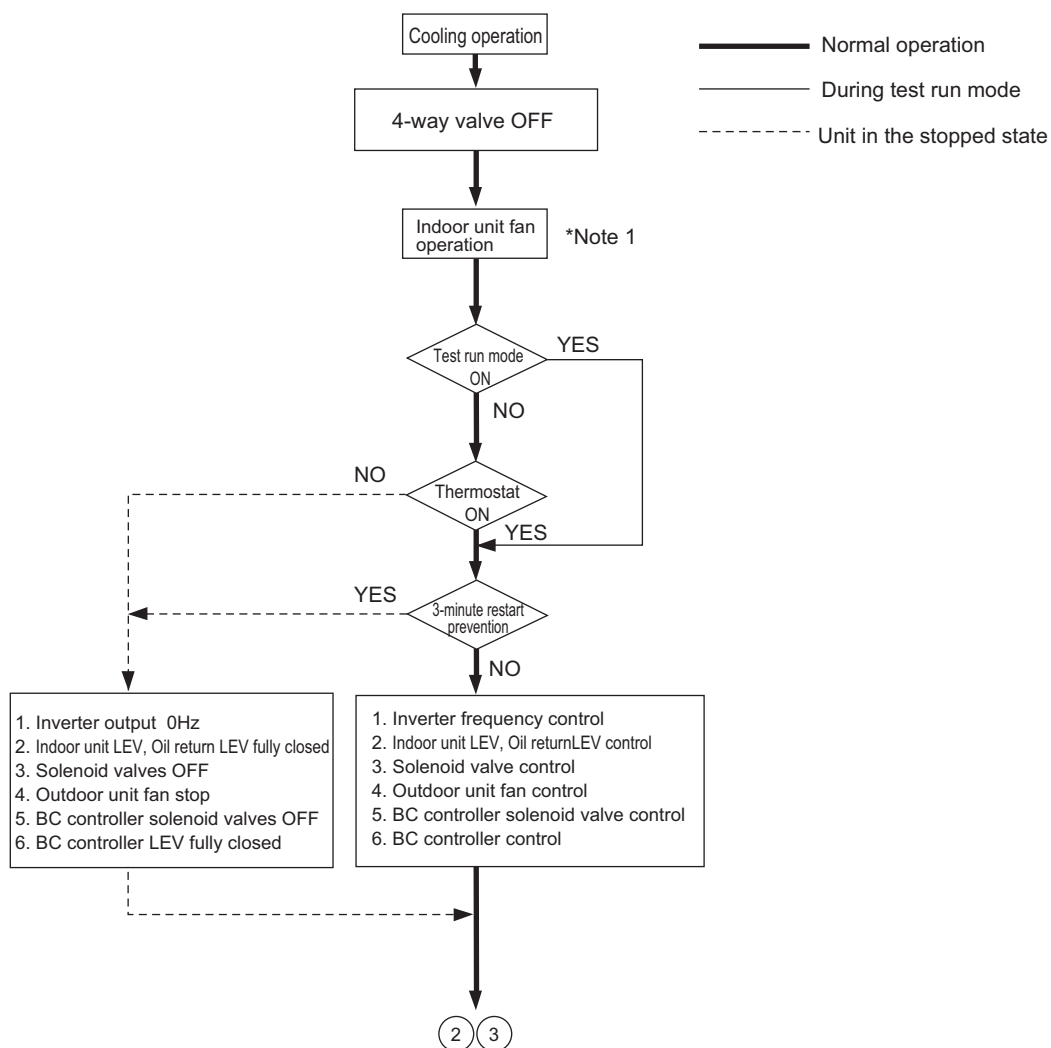 Cooling operation
Normal operation
During test run mode
Unit in the stopped state
4-way valve OFF
Indoor unit fan
operation
*Note 1
Test run mode
ON
YES
NO
Thermostat
ON
NO
YES
3-minute restart
prevention
YES
NO
1. Inverter output 0Hz
2. Indoor unit LEV, Oil return LEV fully closed
3. Solenoid valves OFF
4. Outdoor unit fan stop
5. BC controller solenoid valves OFF
6. BC controller LEV fully closed
1. Inverter frequency control
2. Indoor unit LEV, Oil returnLEV control
3. Solenoid valve control
4. Outdoor unit fan control
5. BC controller solenoid valve control
6. BC controller control
2 3